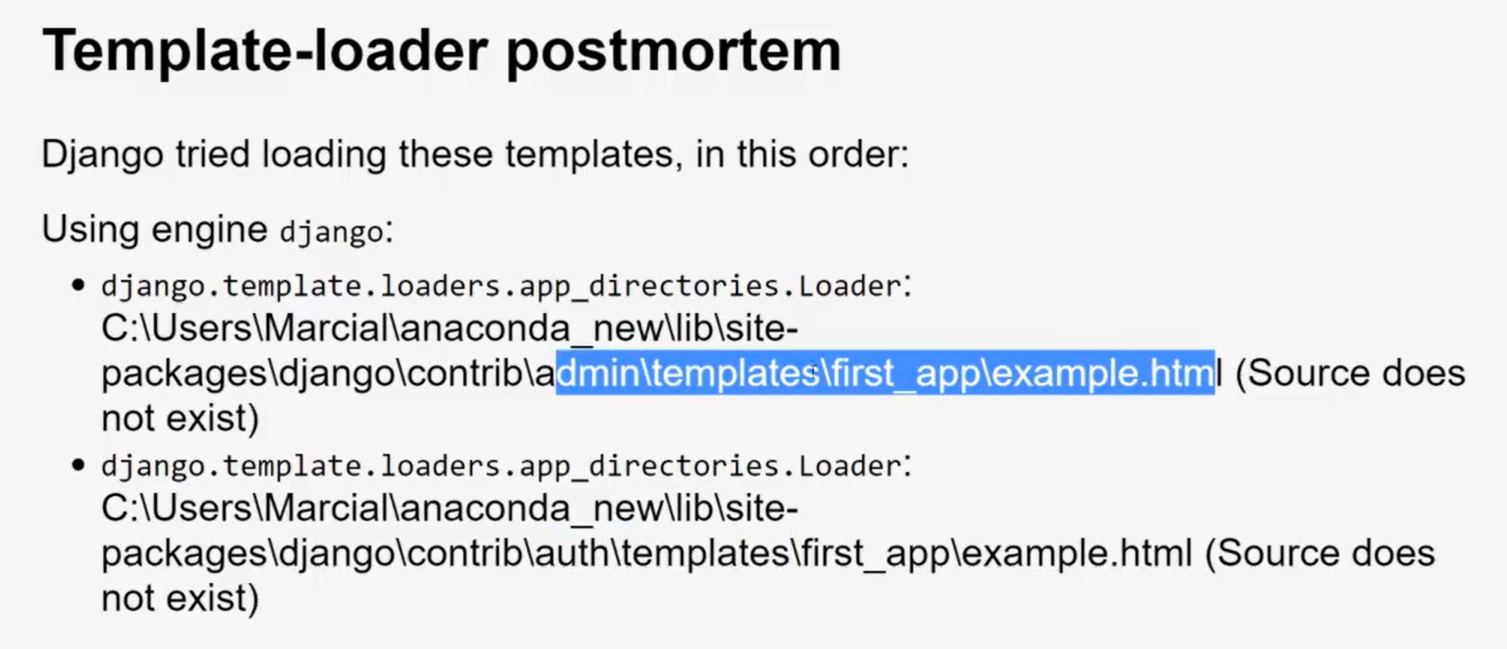 Template-loader postmortem
Django tried loading these templates, in this order:
Using engine django:
• django.template.loaders.app_directories.Loader:
C:\Users\Marcial\anaconda_new\lib\site-
packages\django\contrib\admin\templates\first_app\example.html (Source does
not exist)
• django.template.loaders.app_directories.Loader:
C:\Users\Marcial\anaconda_new\lib\site-
packages\django\contrib\auth\templates\first_app\example.html (Source does
not exist)